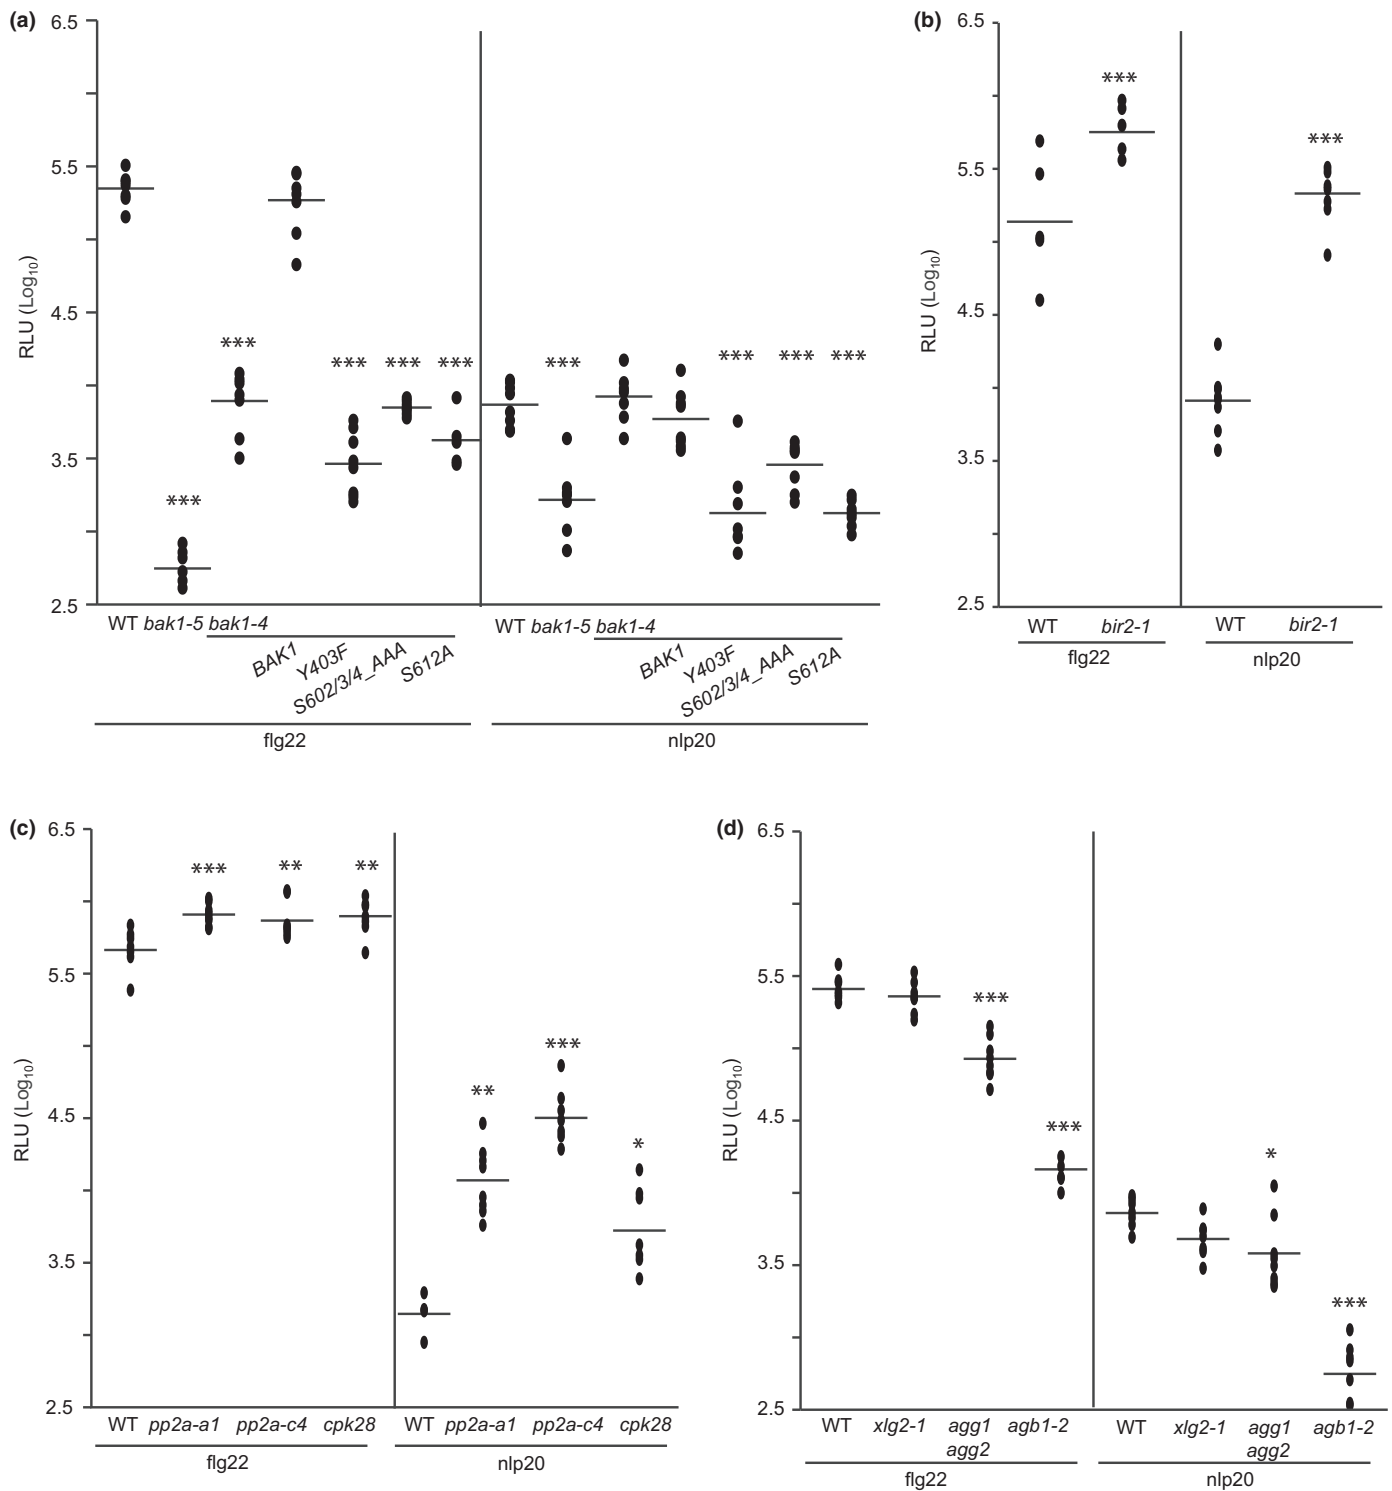 (a)
6.5
5.5
4.5
3.5
2.5
RLU (Log10)
*** *** *** *** ***
*** *** *** ***
WT bak1-5 bak1-4
BAK1
Y403F
S602/3/4_AAA
S612A
flg22
WT bak1-5 bak1-4
BAK1
Y403F
S602/3/4_AAA
S612A
nlp20
(b)
6.5
5.5
4.5
3.5
2.5
RLU (Log10)
***
***
WT bir2-1
flg22
WT bir2-1
nlp20
(c)
6.5
5.5
4.5
3.5
2.5
RLU (Log10)
*** ** **
** *** *
WT pp2a-a1 pp2a-c4 cpk28
flg22
WT pp2a-a1 pp2a-c4 cpk28
nlp20
(d)
6.5
5.5
4.5
3.5
2.5
RLU (Log10)
*** ***
* ***
WT xlg2-1 agg1 agb1-2
agg2
flg22
WT xlg2-1 agg1 agb1-2
agg2
nlp20